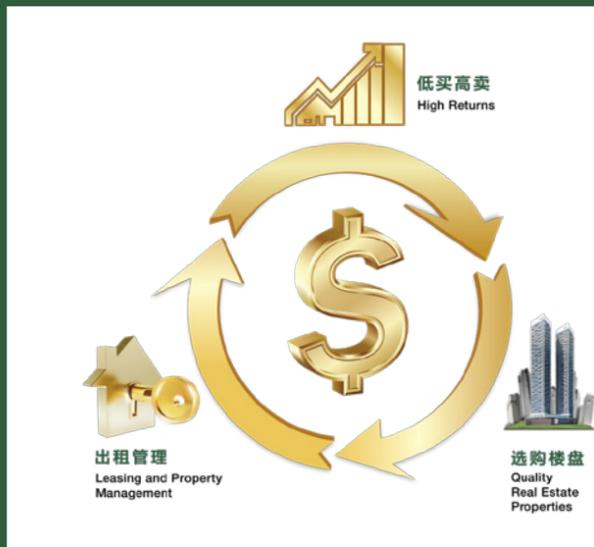 低买高卖
High Returns
出租管理
Leasing and Property
Management
选购楼盘
Quality
Real Estate
Properties